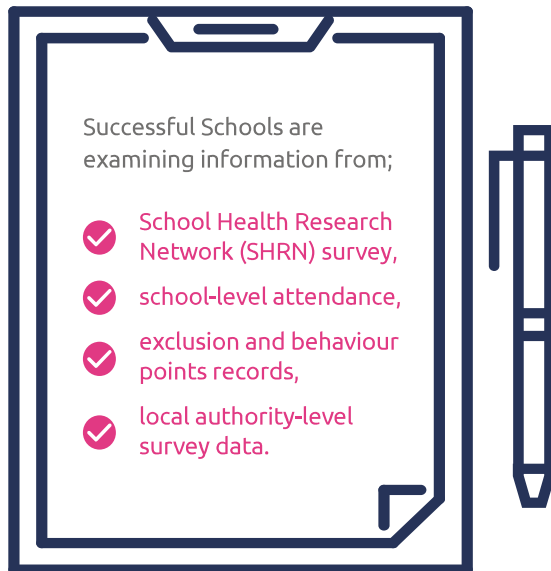 Successful Schools are
examining information from;
School Health Research
Network (SHRN) survey,
school-level attendance,
exclusion and behaviour
points records,
local authority-level
survey data.